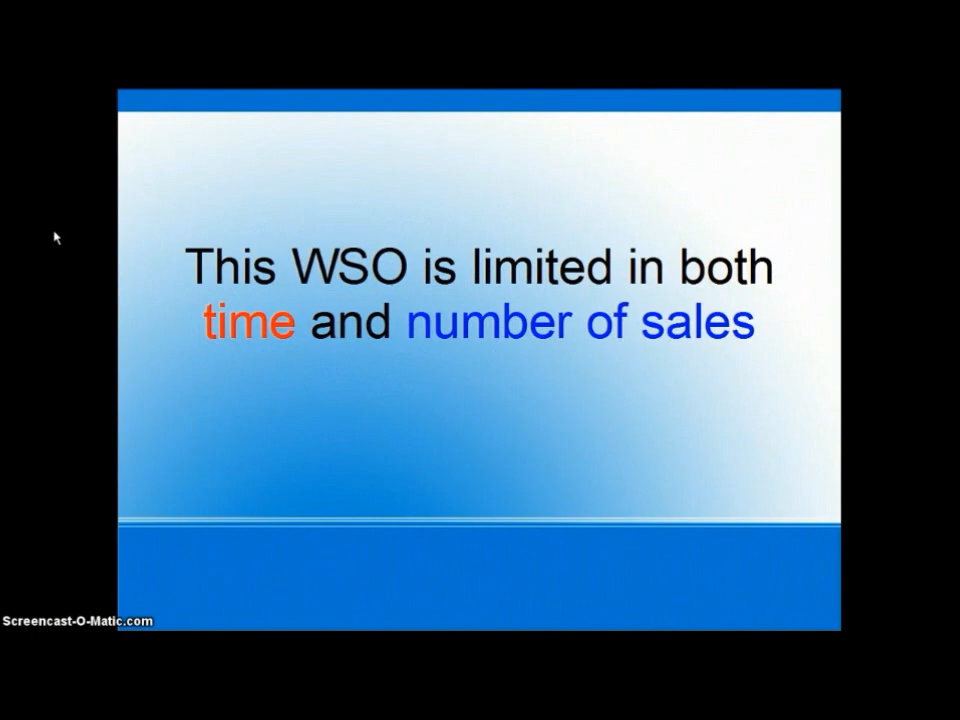 This WSO is limited in both
time and number of sales
Screencast-O-Matic.com